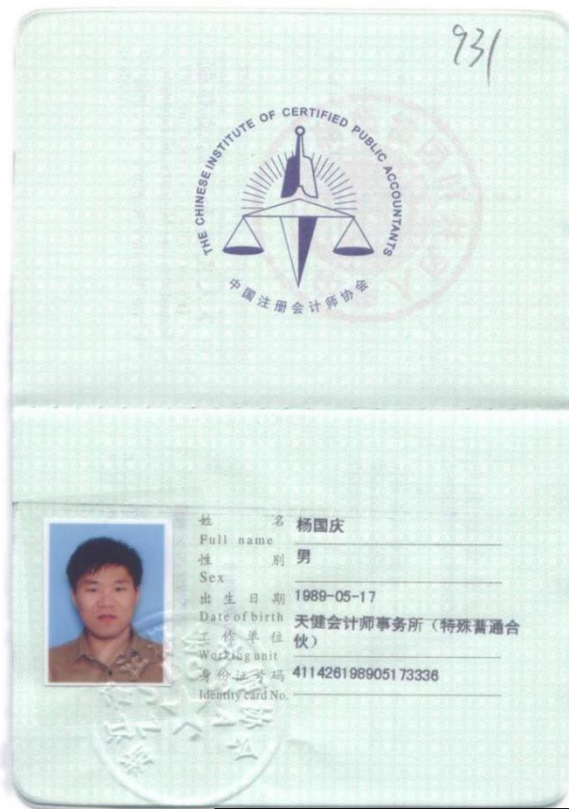 931
THE CHINESE INSTITUTE OF CERTIFIED PUBLIC ACCOUNTANTS
中国注册会计师协会
姓 名 杨国庆
Full name
性 别 男
Sex
出生日期 1989-05-17
Date of birth
工作单位 天健会计师事务所（特殊普通合
伙）
Working unit
身份证号码 411426198905173336
Identity card No.